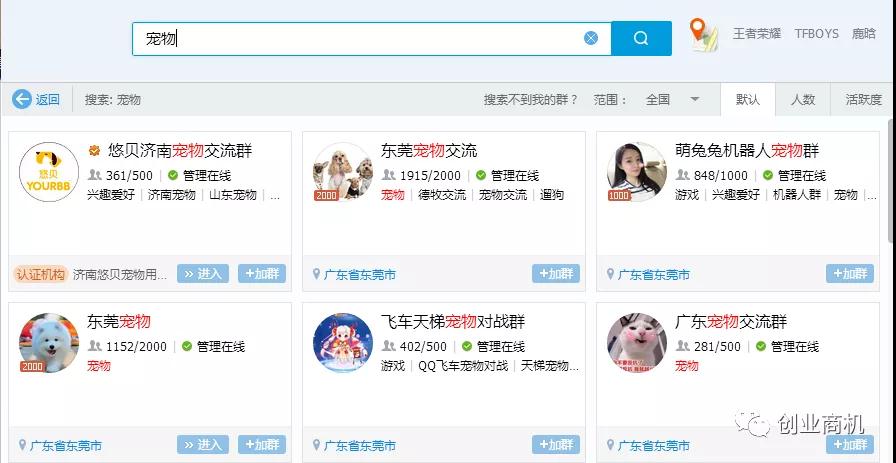 宠物
王者荣耀 TFBOYS 鹿晗
返回 搜索: 宠物 搜索不到我的群? 范围: 全国 默认 人数 活跃度
悠贝
YOURBB
悠贝济南宠物交流群
361/500 管理在线
兴趣爱好 | 济南宠物 | 山东宠物 | ...
认证机构 济南悠贝宠物用... 进入 +加群
2000
东莞宠物交流
1915/2000 管理在线
宠物 | 德牧交流 | 宠物交流 | 遛狗
广东省东莞市 +加群
1000
萌兔兔机器人宠物群
848/1000 管理在线
游戏 | 兴趣爱好 | 机器人群 | 宠物 | ...
广东省东莞市 +加群
2000
东莞宠物
1152/2000 管理在线
宠物
广东省东莞市 进入 +加群
飞车天梯宠物对战群
402/500 管理在线
游戏 | QQ飞车宠物对战 | 天梯宠物...
广东省东莞市 +加群
广东宠物交流群
281/500 管理在线
宠物
广东省东莞市 +加群
创业商机